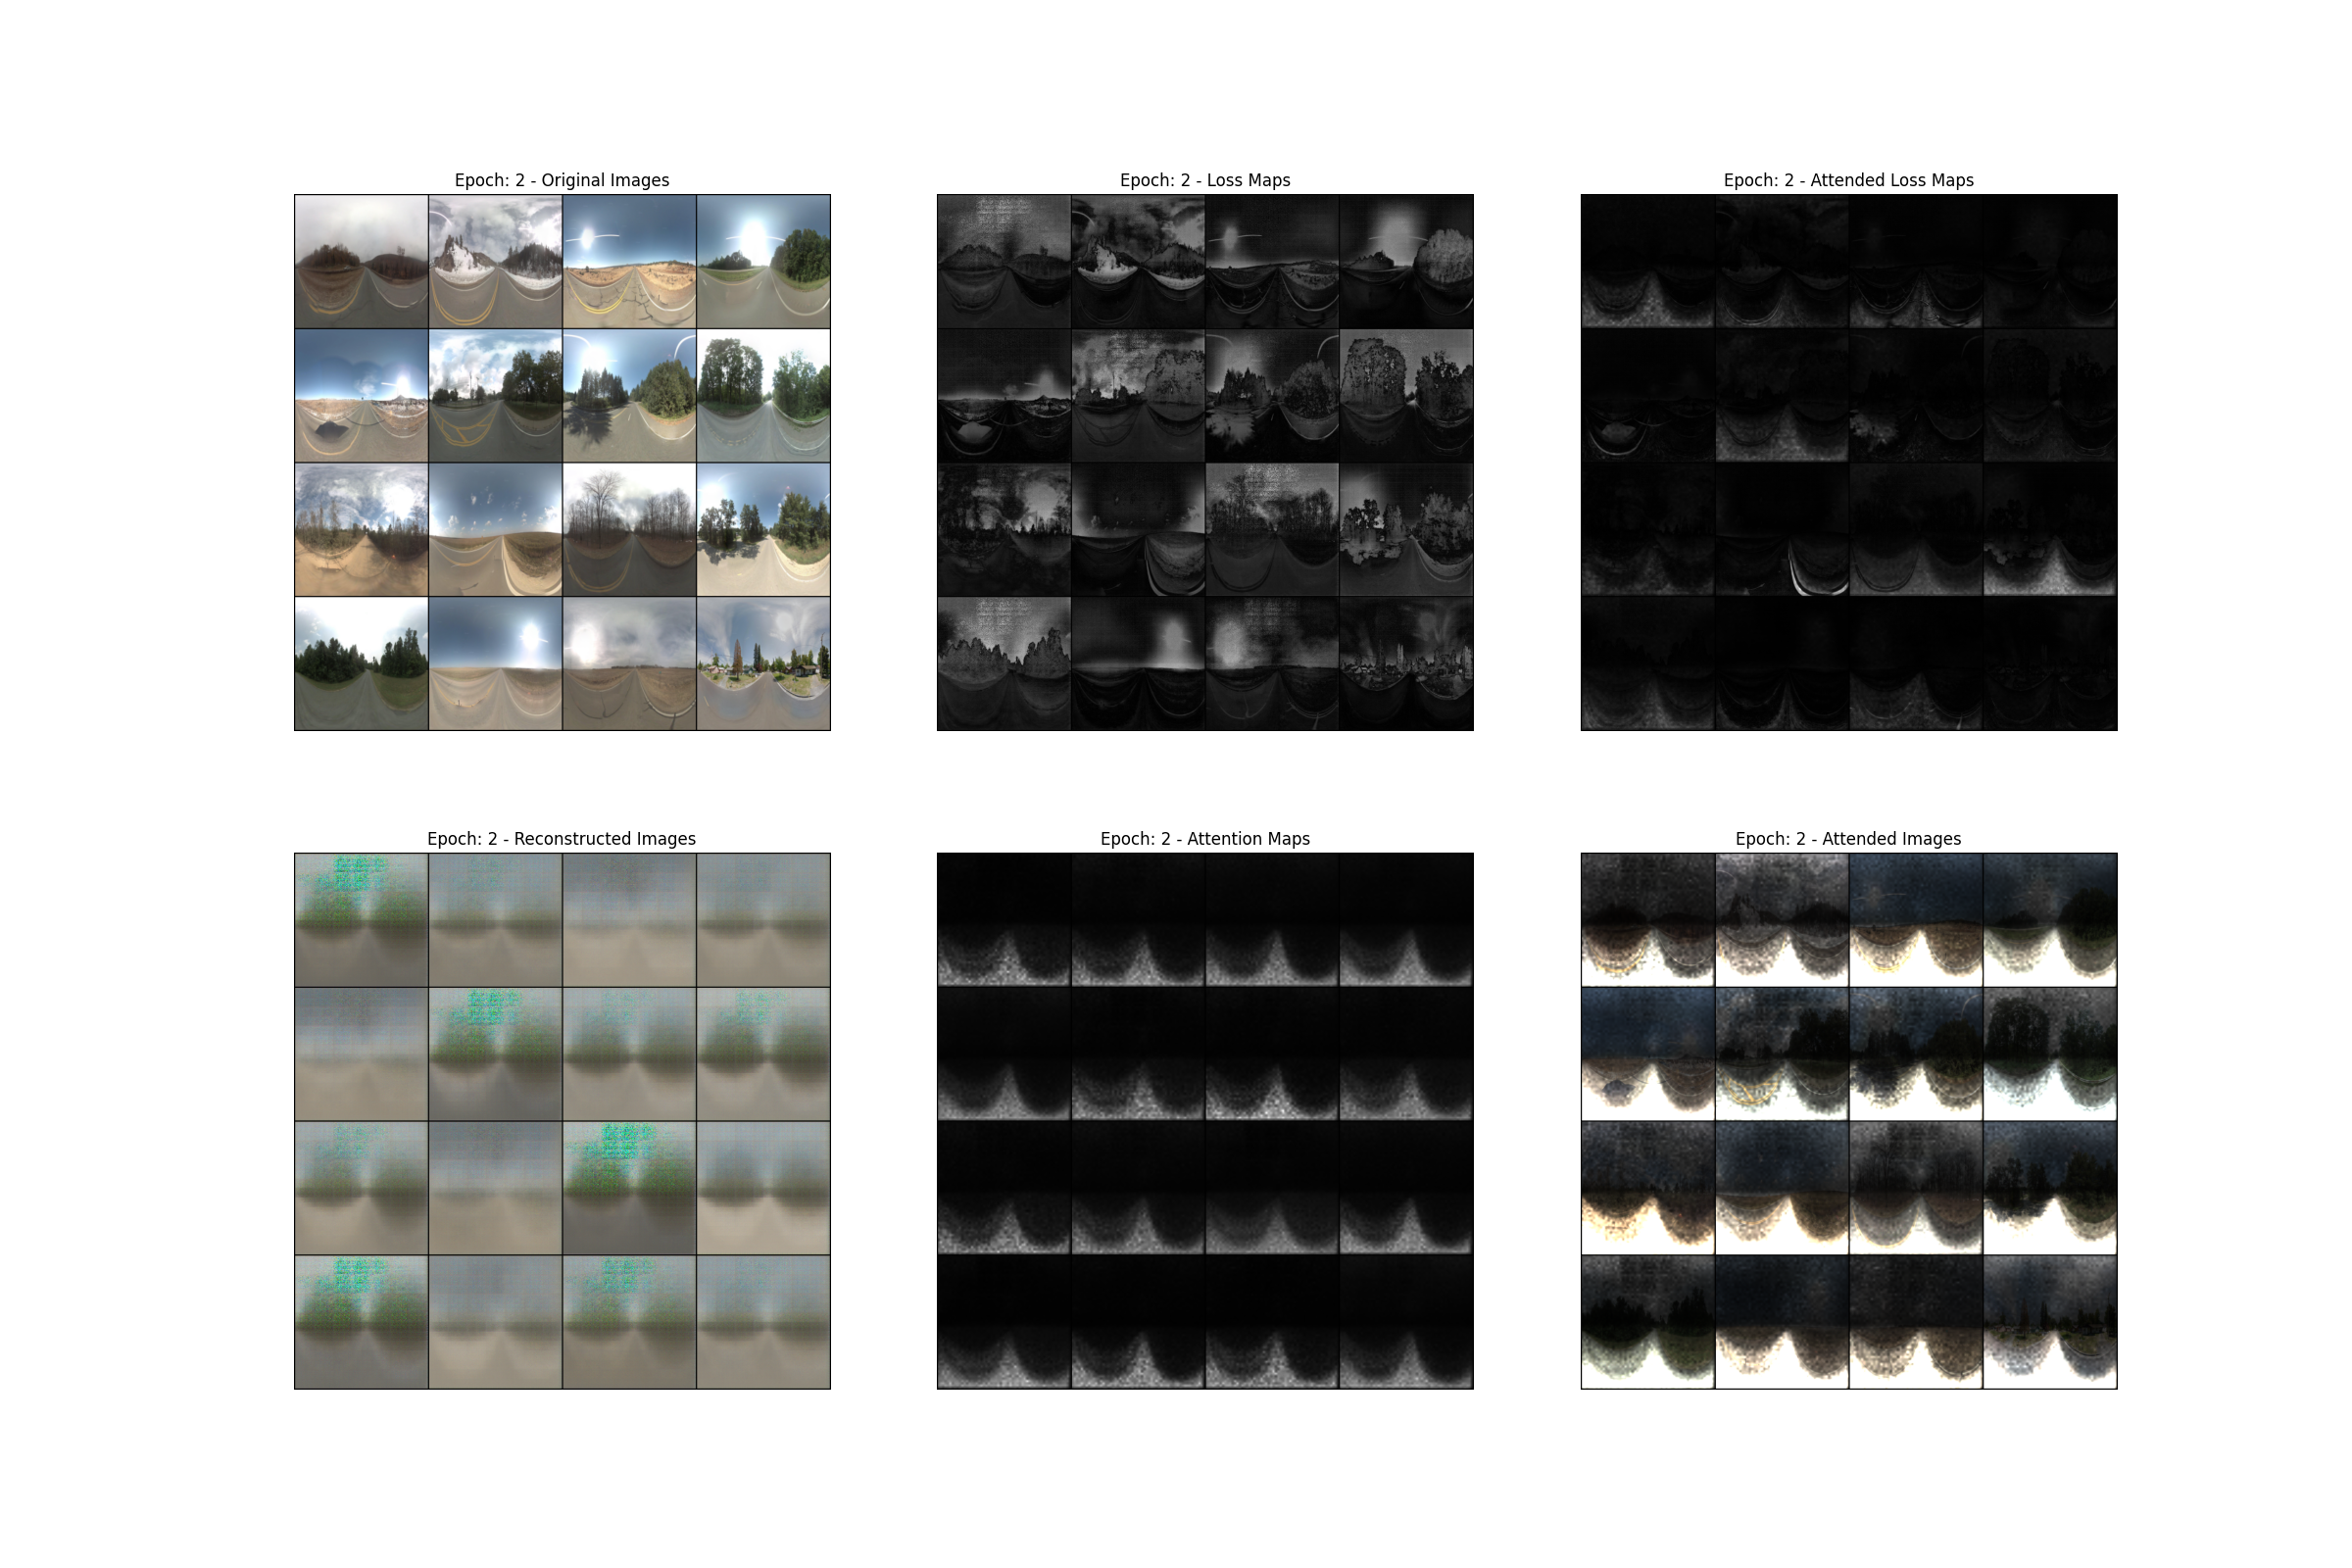 Epoch: 2 - Original Images
Epoch: 2 - Loss Maps
Epoch: 2 - Attended Loss Maps
Epoch: 2 - Reconstructed Images
Epoch: 2 - Attention Maps
Epoch: 2 - Attended Images